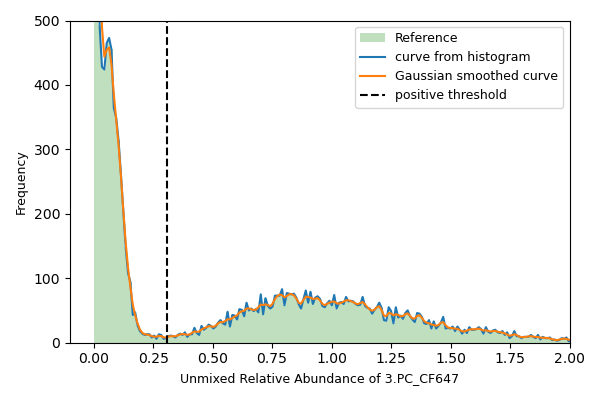 500
400
300
200
100
0
Frequency
Reference
curve from histogram
Gaussian smoothed curve
positive threshold
0.00 0.25 0.50 0.75 1.00 1.25 1.50 1.75 2.00
Unmixed Relative Abundance of 3.PC_CF647